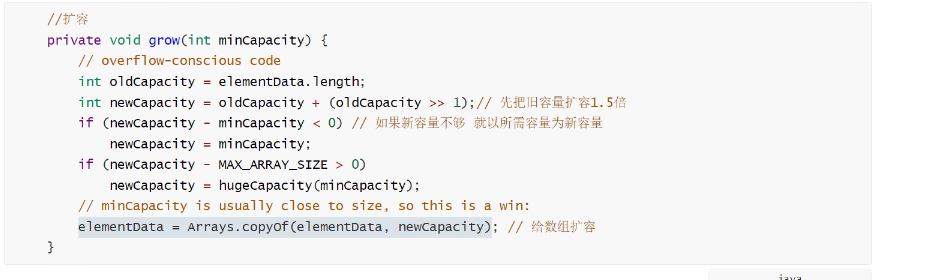 //扩容
private void grow(int minCapacity) {
    // overflow-conscious code
    int oldCapacity = elementData.length;
    int newCapacity = oldCapacity + (oldCapacity >> 1);// 先把旧容量扩容1.5倍
    if (newCapacity - minCapacity < 0) // 如果新容量不够 就以所需容量为新容量
        newCapacity = minCapacity;
    if (newCapacity - MAX_ARRAY_SIZE > 0)
        newCapacity = hugeCapacity(minCapacity);
    // minCapacity is usually close to size, so this is a win:
    elementData = Arrays.copyOf(elementData, newCapacity); // 给数组扩容
}
java